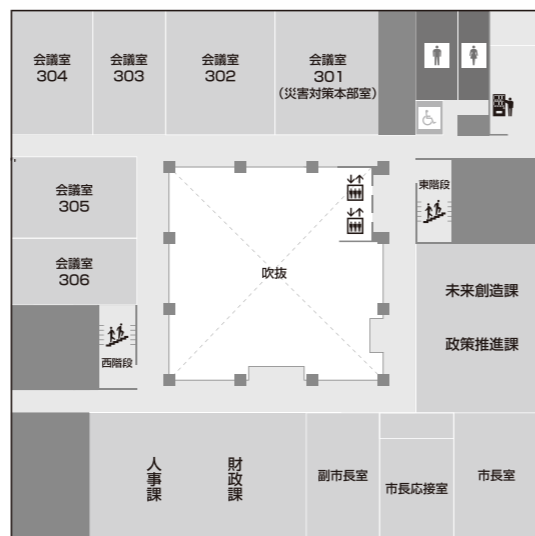 会議室
304
会議室
303
会議室
302
会議室
301
（災害対策本部室）
会議室
305
東階段
会議室
306
吹抜
未来創造課
政策推進課
西階段
人事課
財政課
副市長室
市長応接室
市長室